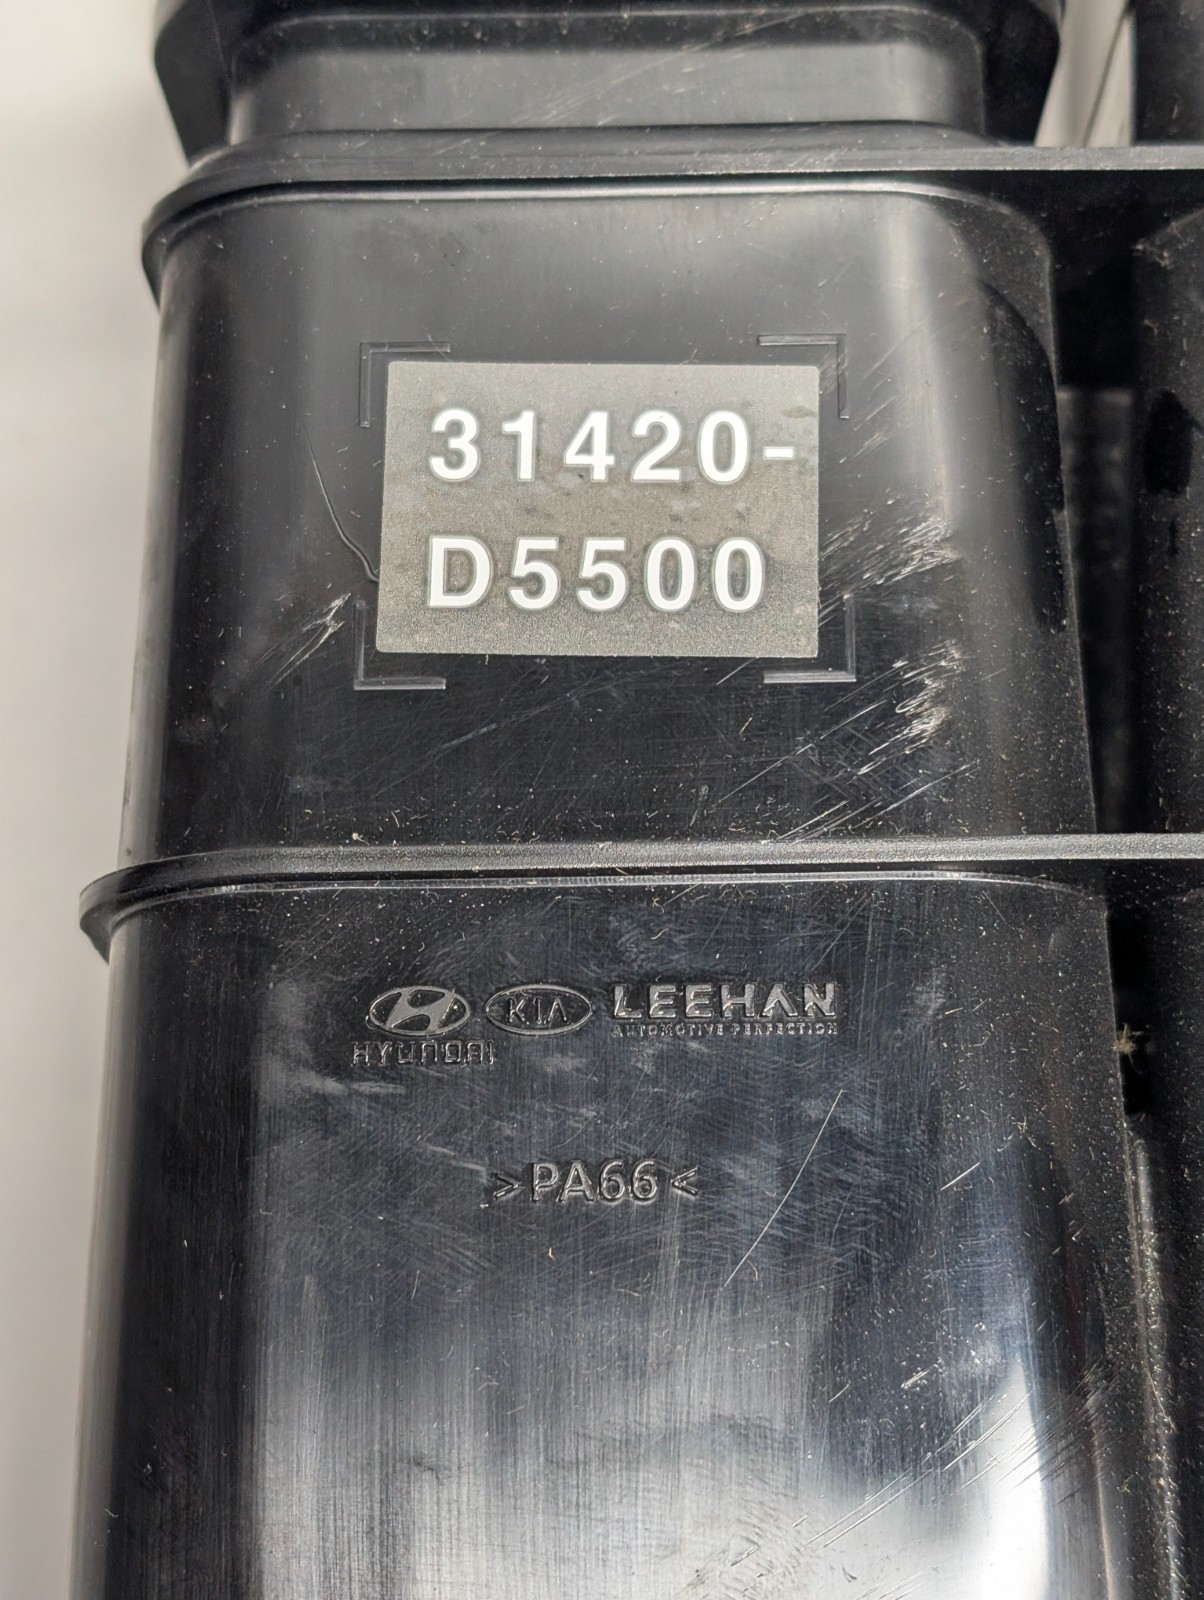 31420-
D5500
KIA LEEHAN
AUTOMOTIVE PERFECTION
HYUNDAI
>PA66<